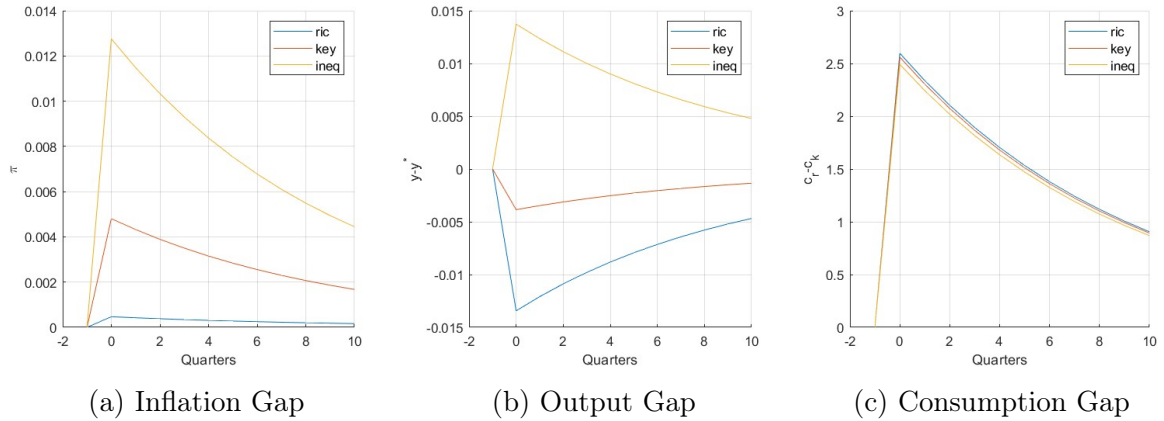 0.014
0.012
0.01
0.008
0.006
0.004
0.002
0
π
-2
0
2
4
6
8
10
Quarters
ric
key
ineq
(a) Inflation Gap
0.015
0.01
0.005
0
-0.005
-0.01
-0.015
y-y*
-2
0
2
4
6
8
10
Quarters
ric
key
ineq
(b) Output Gap
3
2.5
2
1.5
1
0.5
0
c_r-c_k
-2
0
2
4
6
8
10
Quarters
ric
key
ineq
(c) Consumption Gap